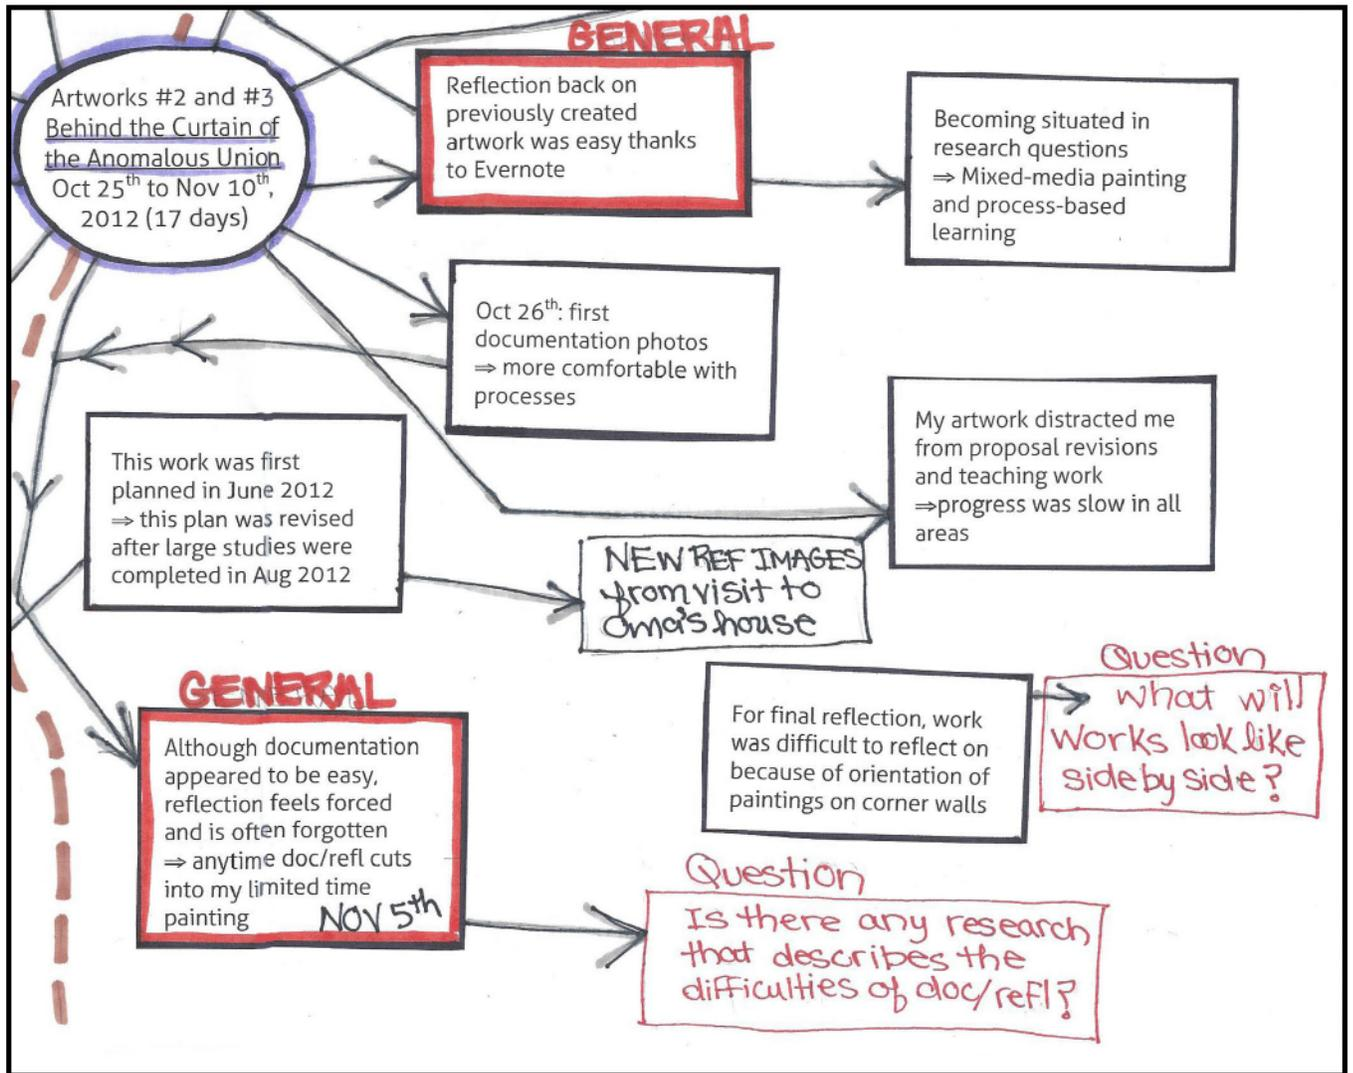 GENERAL
Artworks #2 and #3
Behind the Curtain of
the Anomalous Union
Oct 25th to Nov 10th,
2012 (17 days)
Reflection back on
previously created
artwork was easy thanks
to Evernote
Becoming situated in
research questions
⇒ Mixed-media painting
and process-based
learning
Oct 26th: first
documentation photos
⇒ more comfortable with
processes
My artwork distracted me
from proposal revisions
and teaching work
⇒progress was slow in all
areas
This work was first
planned in June 2012
⇒ this plan was revised
after large studies were
completed in Aug 2012
NEW REF IMAGES
from visit to
Oma's house
GENERAL
Although documentation
appeared to be easy,
reflection feels forced
and is often forgotten
⇒ anytime doc/refl cuts
into my limited time
painting
NOV 5th
For final reflection, work
was difficult to reflect on
because of orientation of
paintings on corner walls
Question
What will
works look like
side by side?
Question
Is there any research
that describes the
difficulties of doc/refl?